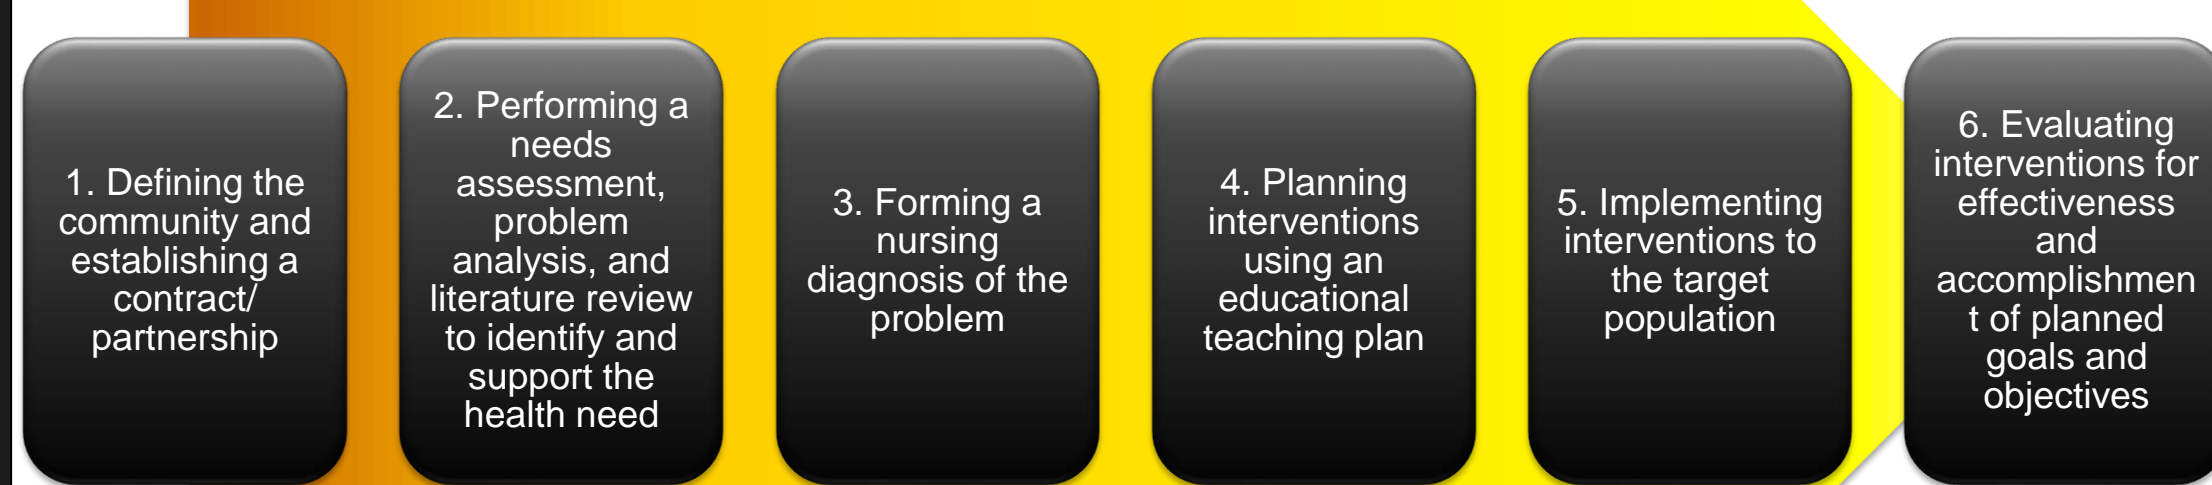 1. Defining the
community and
establishing a
contract/
partnership
2. Performing a
needs
assessment,
problem
analysis, and
literature review
to identify and
support the
health need
3. Forming a
nursing
diagnosis of the
problem
4. Planning
interventions
using an
educational
teaching plan
5. Implementing
interventions to
the target
population
6. Evaluating
interventions for
effectiveness
and
accomplishmen
t of planned
goals and
objectives